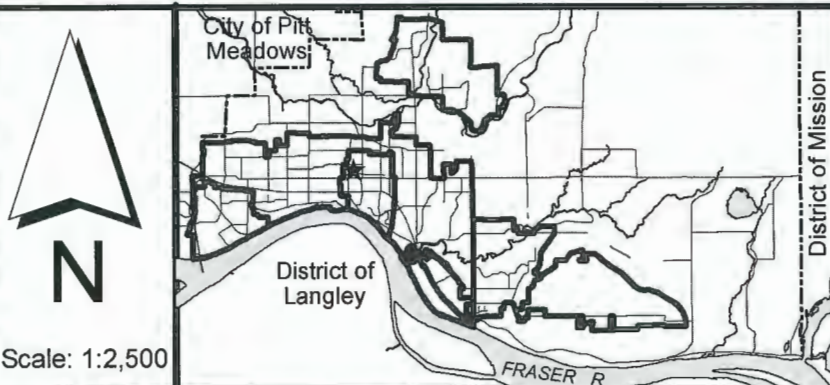 N
Scale: 1:2,500
City of Pitt
Meadows
District of
Langley
FRASER R
District of Mission